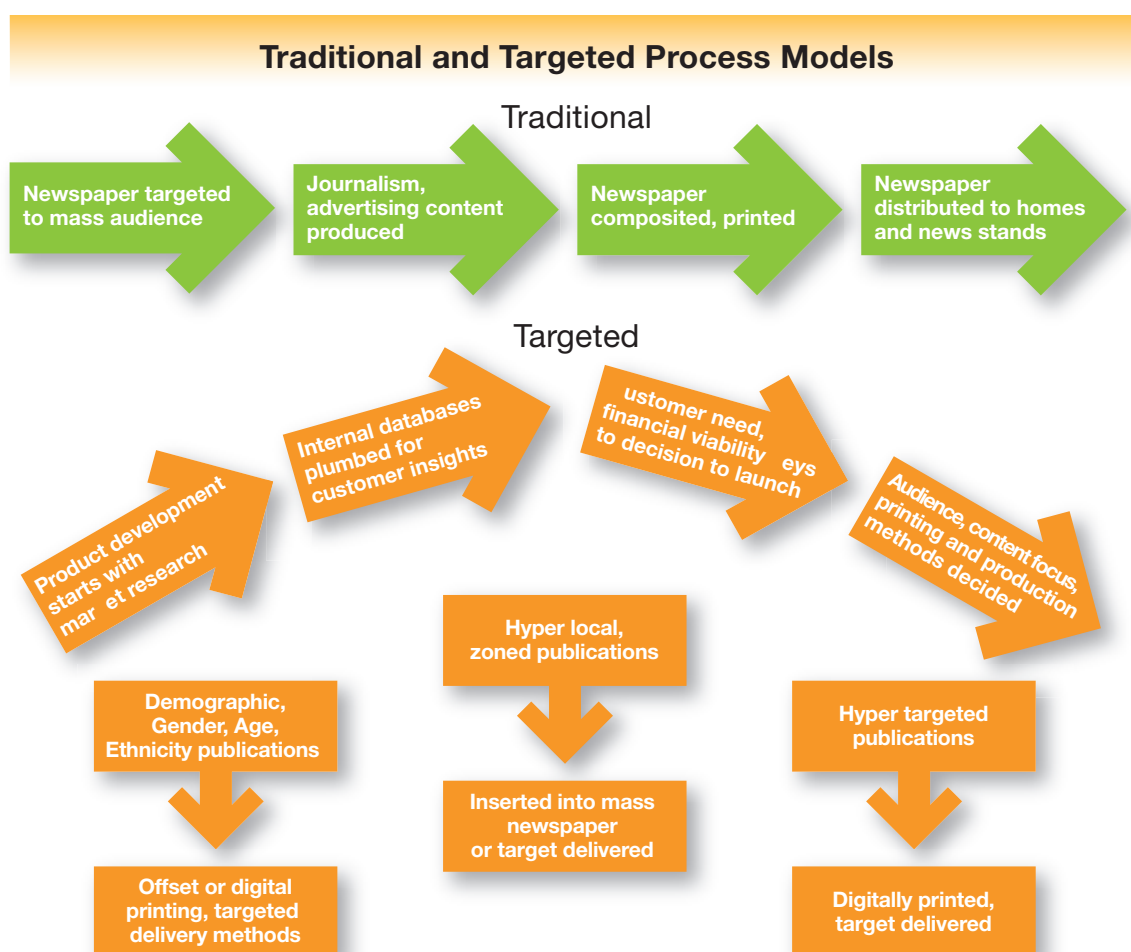 Traditional and Targeted Process Models
Traditional
Newspaper targeted
to mass audience
Journalism,
advertising content
produced
Newspaper
composited, printed
Newspaper
distributed to homes
and news stands
Targeted
Product development
starts with
mar et research
Internal databases
plumbed for
customer insights
ustomer need,
financial viability eys
to decision to launch
Audience, content focus,
printing and production
methods decided
Demographic,
Gender, Age,
Ethnicity publications
Offset or digital
printing, targeted
delivery methods
Hyper local,
zoned publications
Inserted into mass
newspaper
or target delivered
Hyper targeted
publications
Digitally printed,
target delivered